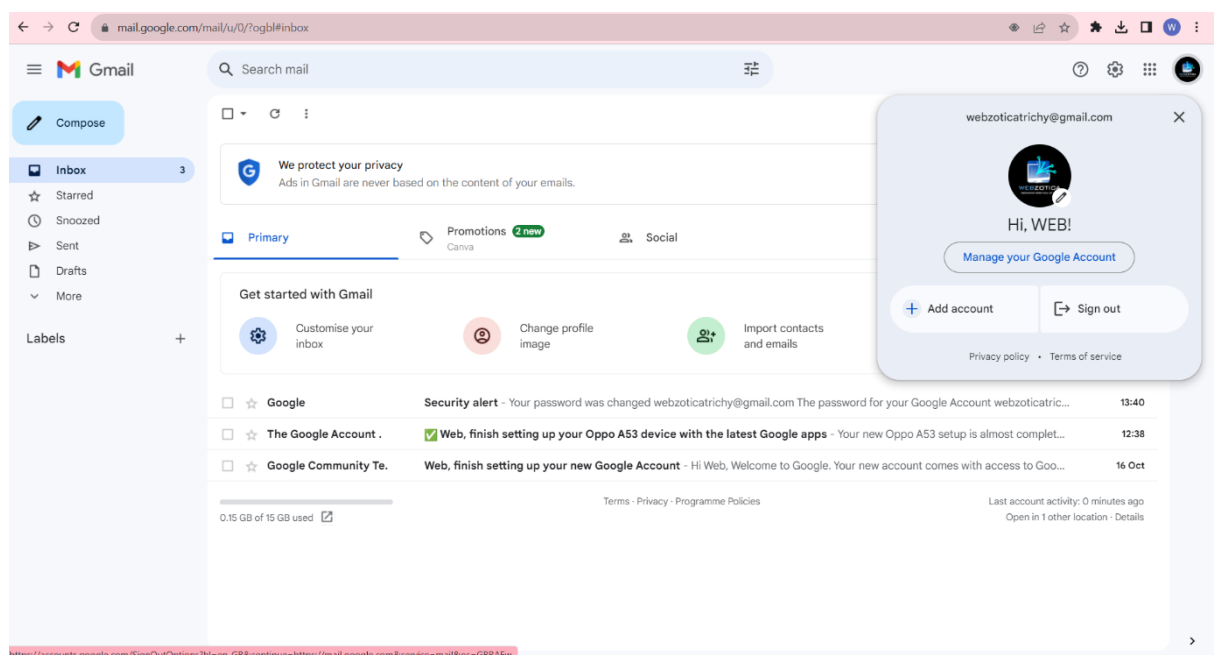 mail.google.com/mail/u/0/?ogbl#inbox
W
Gmail
Search mail
Compose
Inbox 3
Starred
Snoozed
Sent
Drafts
More
Labels
We protect your privacy
Ads in Gmail are never based on the content of your emails.
Primary
Promotions 2 new
Canva
Social
Get started with Gmail
Customise your
inbox
Change profile
image
Import contacts
and emails
webzoticatrichy@gmail.com
WEBZOTICA
Hi, WEB!
Manage your Google Account
Add account
Sign out
Privacy policy • Terms of service
Google Security alert - Your password was changed webzoticatrichy@gmail.com The password for your Google Account webzoticatric... 13:40
The Google Account . ✅ Web, finish setting up your Oppo A53 device with the latest Google apps - Your new Oppo A53 setup is almost complet... 12:38
Google Community Te. Web, finish setting up your new Google Account - Hi Web, Welcome to Google. Your new account comes with access to Goo... 16 Oct
0.15 GB of 15 GB used
Terms · Privacy · Programme Policies
Last account activity: 0 minutes ago
Open in 1 other location · Details